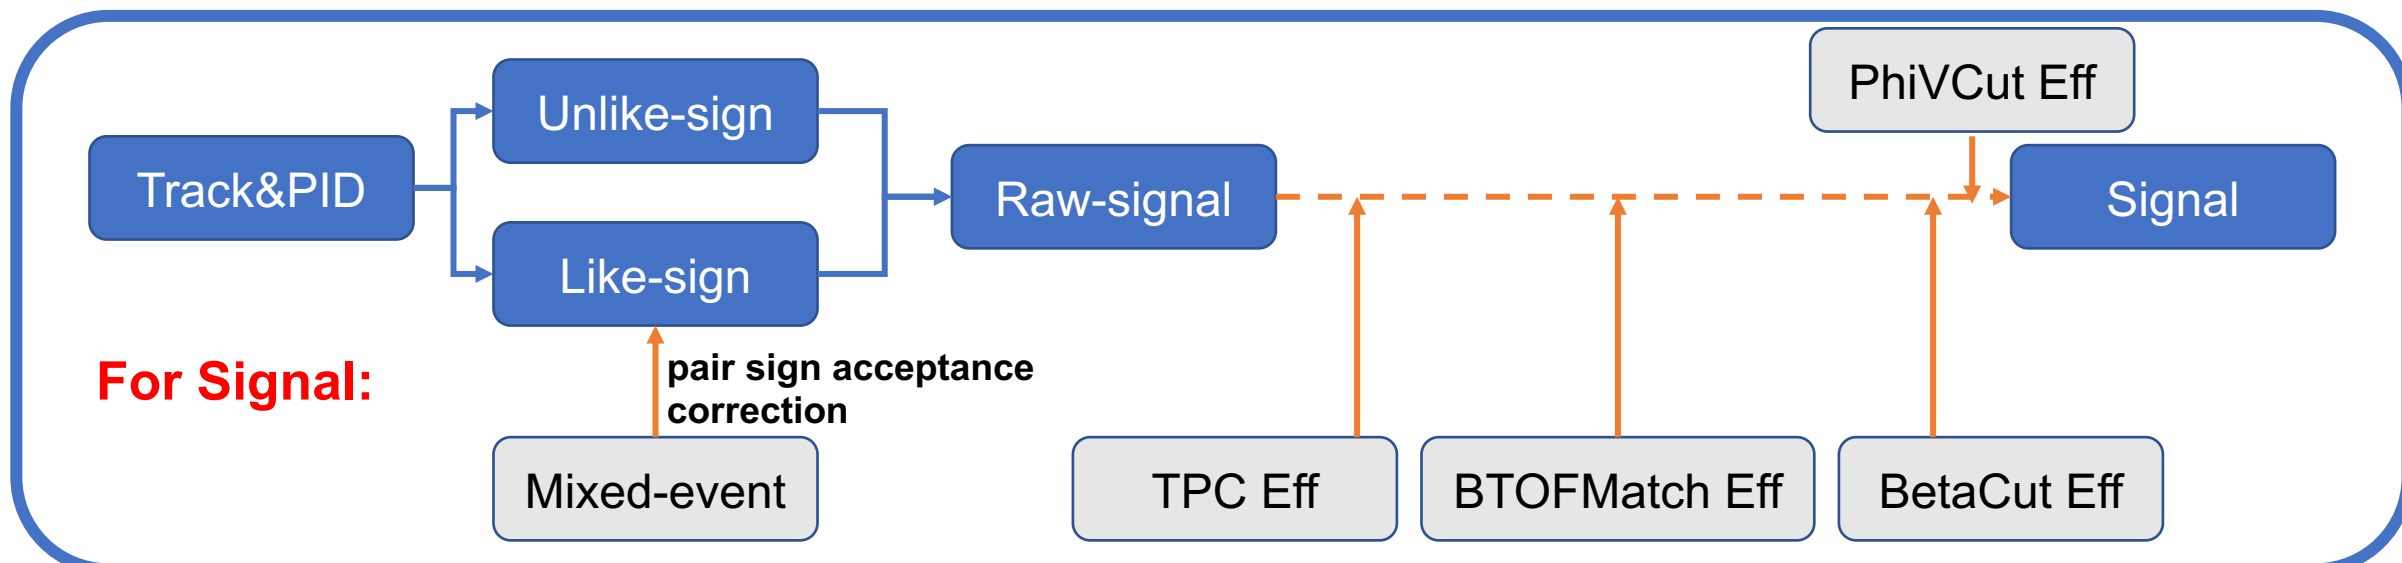 PhiVCut Eff
Unlike-sign
Track&PID
Raw-signal
Signal
Like-sign
For Signal:
pair sign acceptance
correction
Mixed-event
TPC Eff
BTOFMatch Eff
BetaCut Eff